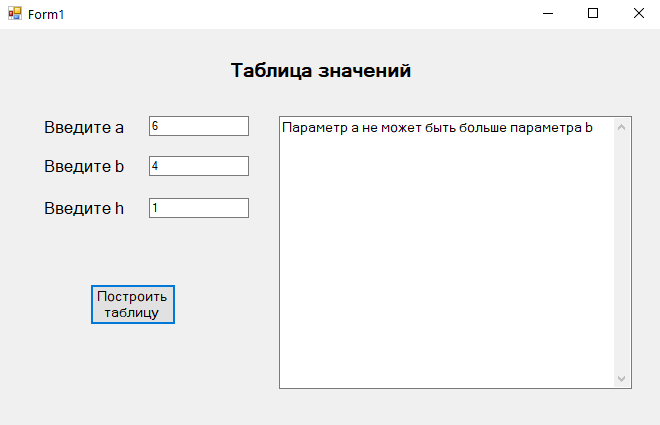 Form1
Таблица значений
Введите a
6
Параметр a не может быть больше параметра b
Введите b
4
Введите h
1
Построить
таблицу